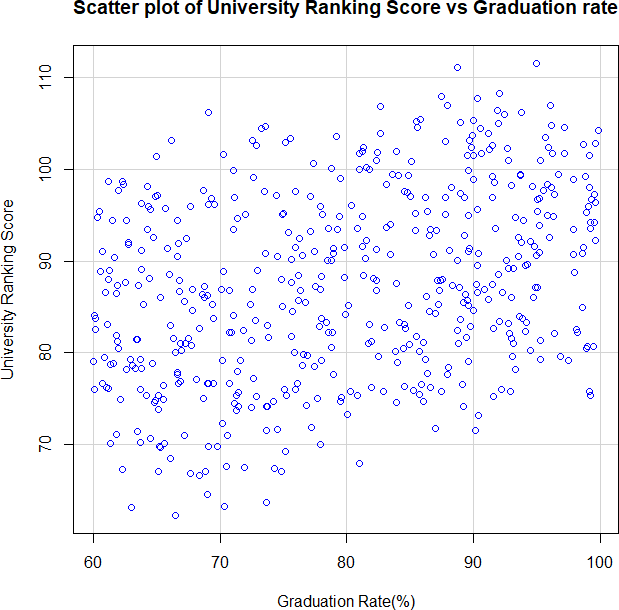 Scatter plot of University Ranking Score vs Graduation rate
University Ranking Score
110
100
90
80
70
60 70 80 90 100
Graduation Rate(%)